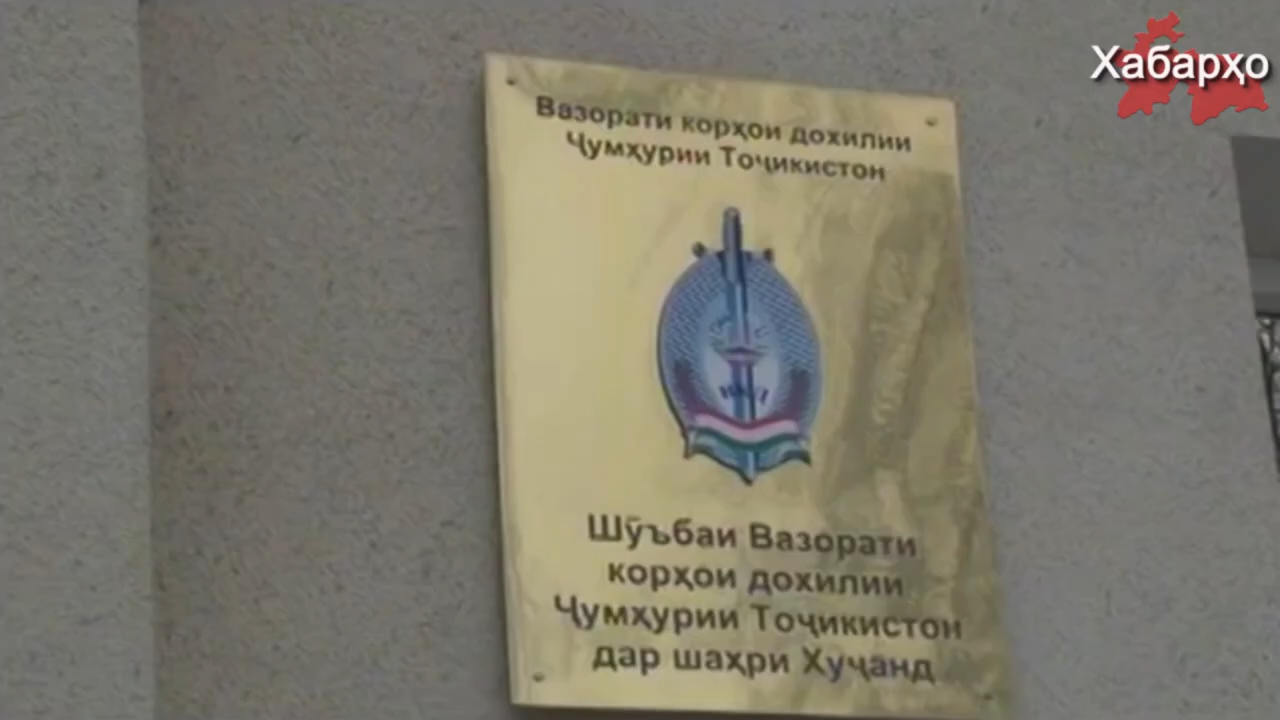 Хабарҳо
Вазорати корҳои дохилии
Ҷумҳурии Тоҷикистон
Шӯъбаи Вазорати
корҳои дохилии
Ҷумҳурии Тоҷикистон
дар шаҳри Хуҷанд